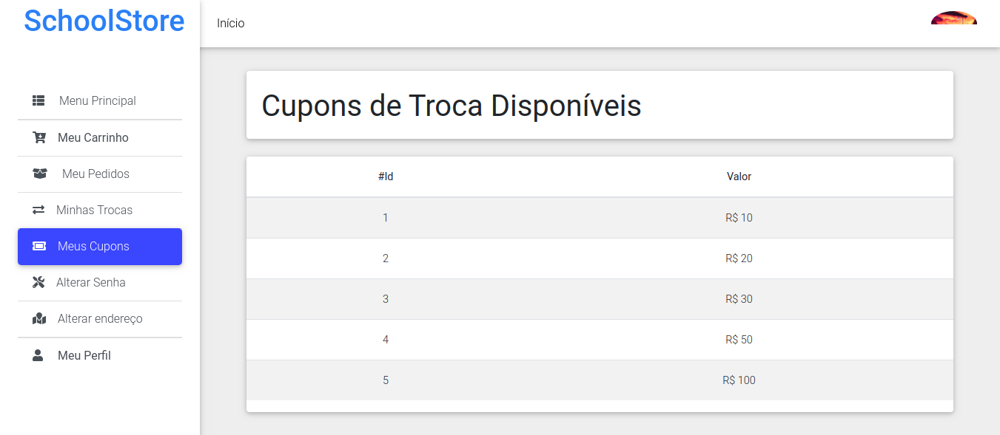 SchoolStore
Início
Menu Principal
Meu Carrinho
Meu Pedidos
Minhas Trocas
Meus Cupons
Alterar Senha
Alterar endereço
Meu Perfil
Cupons de Troca Disponíveis
#Id Valor
1 R$ 10
2 R$ 20
3 R$ 30
4 R$ 50
5 R$ 100